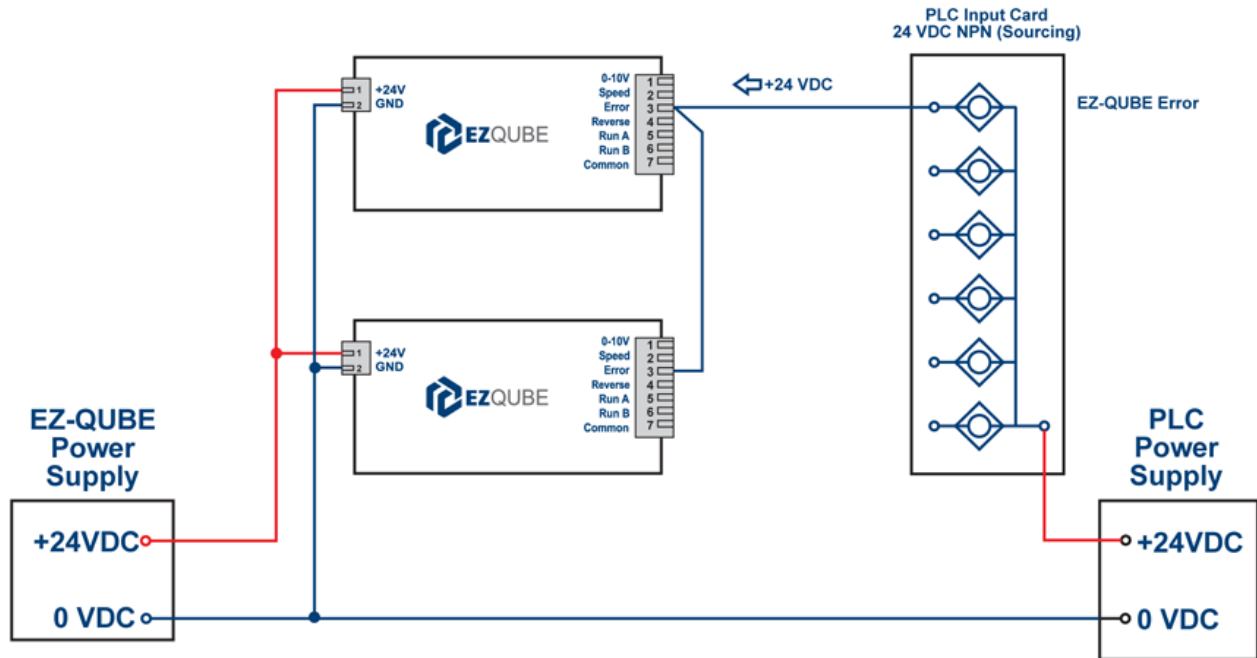 PLC Input Card
24 VDC NPN (Sourcing)
+24 VDC
EZ-QUBE Error
1 +24V
2 GND
EZQUBE
0-10V 1
Speed 2
Error 3
Reverse 4
Run A 5
Run B 6
Common 7
1 +24V
2 GND
EZQUBE
0-10V 1
Speed 2
Error 3
Reverse 4
Run A 5
Run B 6
Common 7
EZ-QUBE
Power
Supply
+24VDC
0 VDC
PLC
Power
Supply
+24VDC
0 VDC